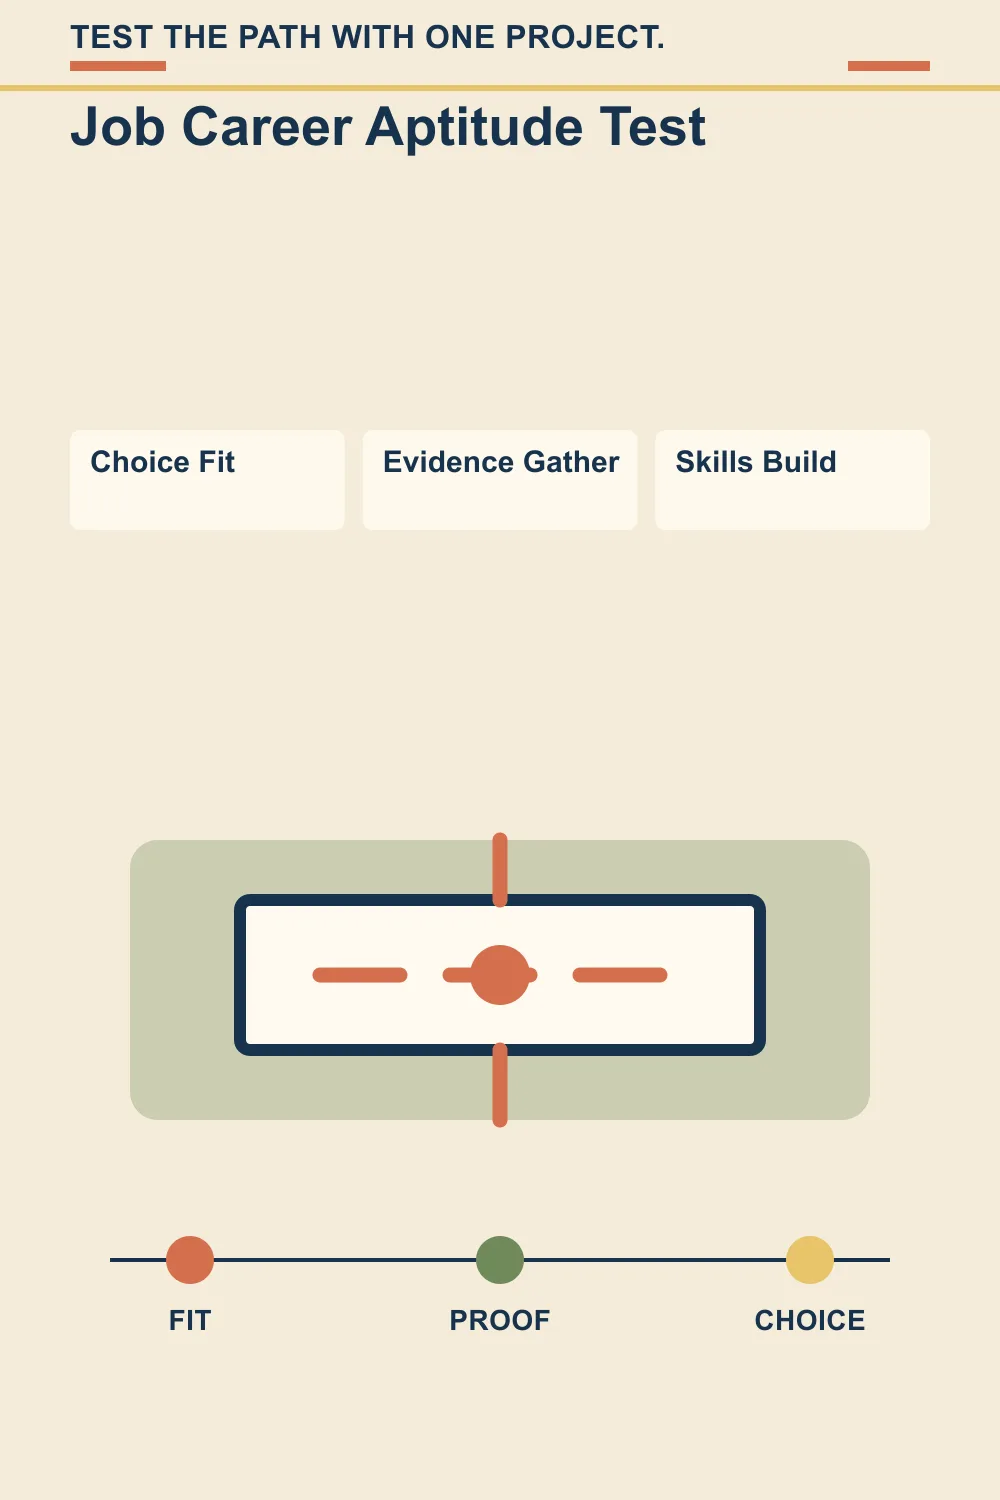 TEST THE PATH WITH ONE PROJECT.
Job Career Aptitude Test
Choice Fit
Evidence Gather
Skills Build
FIT
PROOF
CHOICE